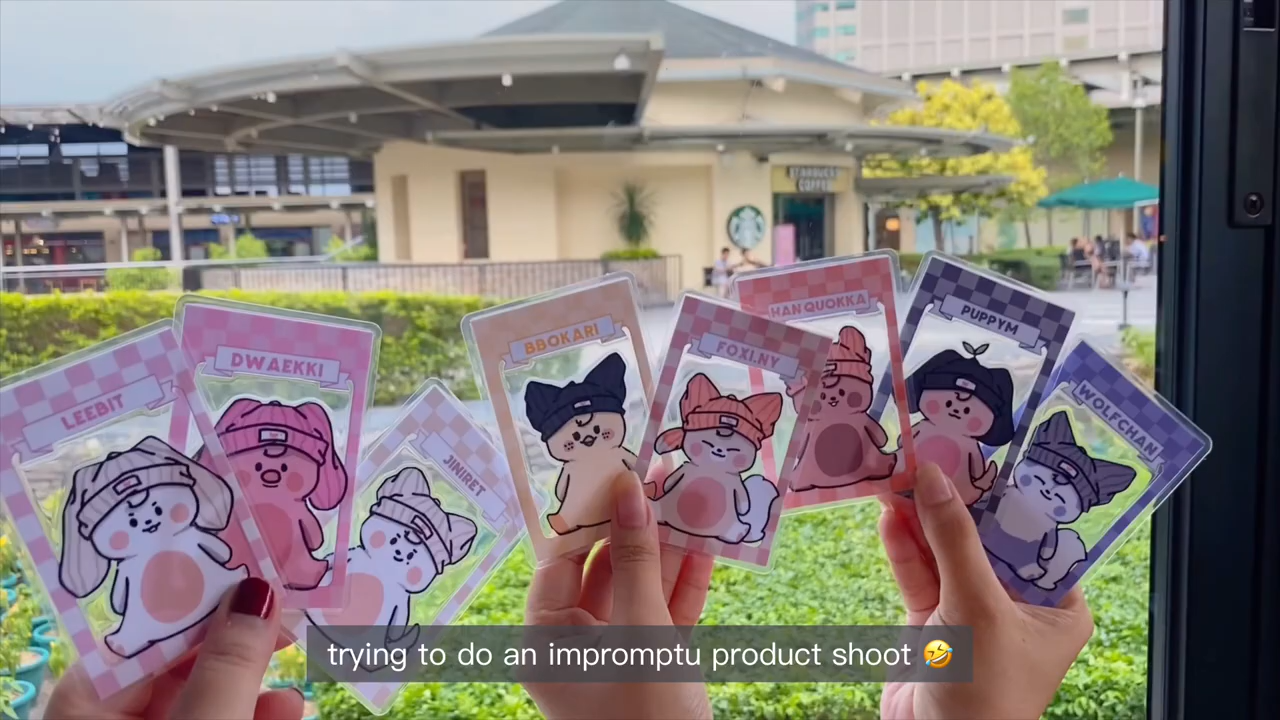 STARBUCKS
COFFEE
LEEBIT
DWAEKKI
JINIRET
BBOKARI
FOXI.NY
HAN QUOKKA
PUPPYM
WOLFCHAN
trying to do an impromptu product shoot 🤣